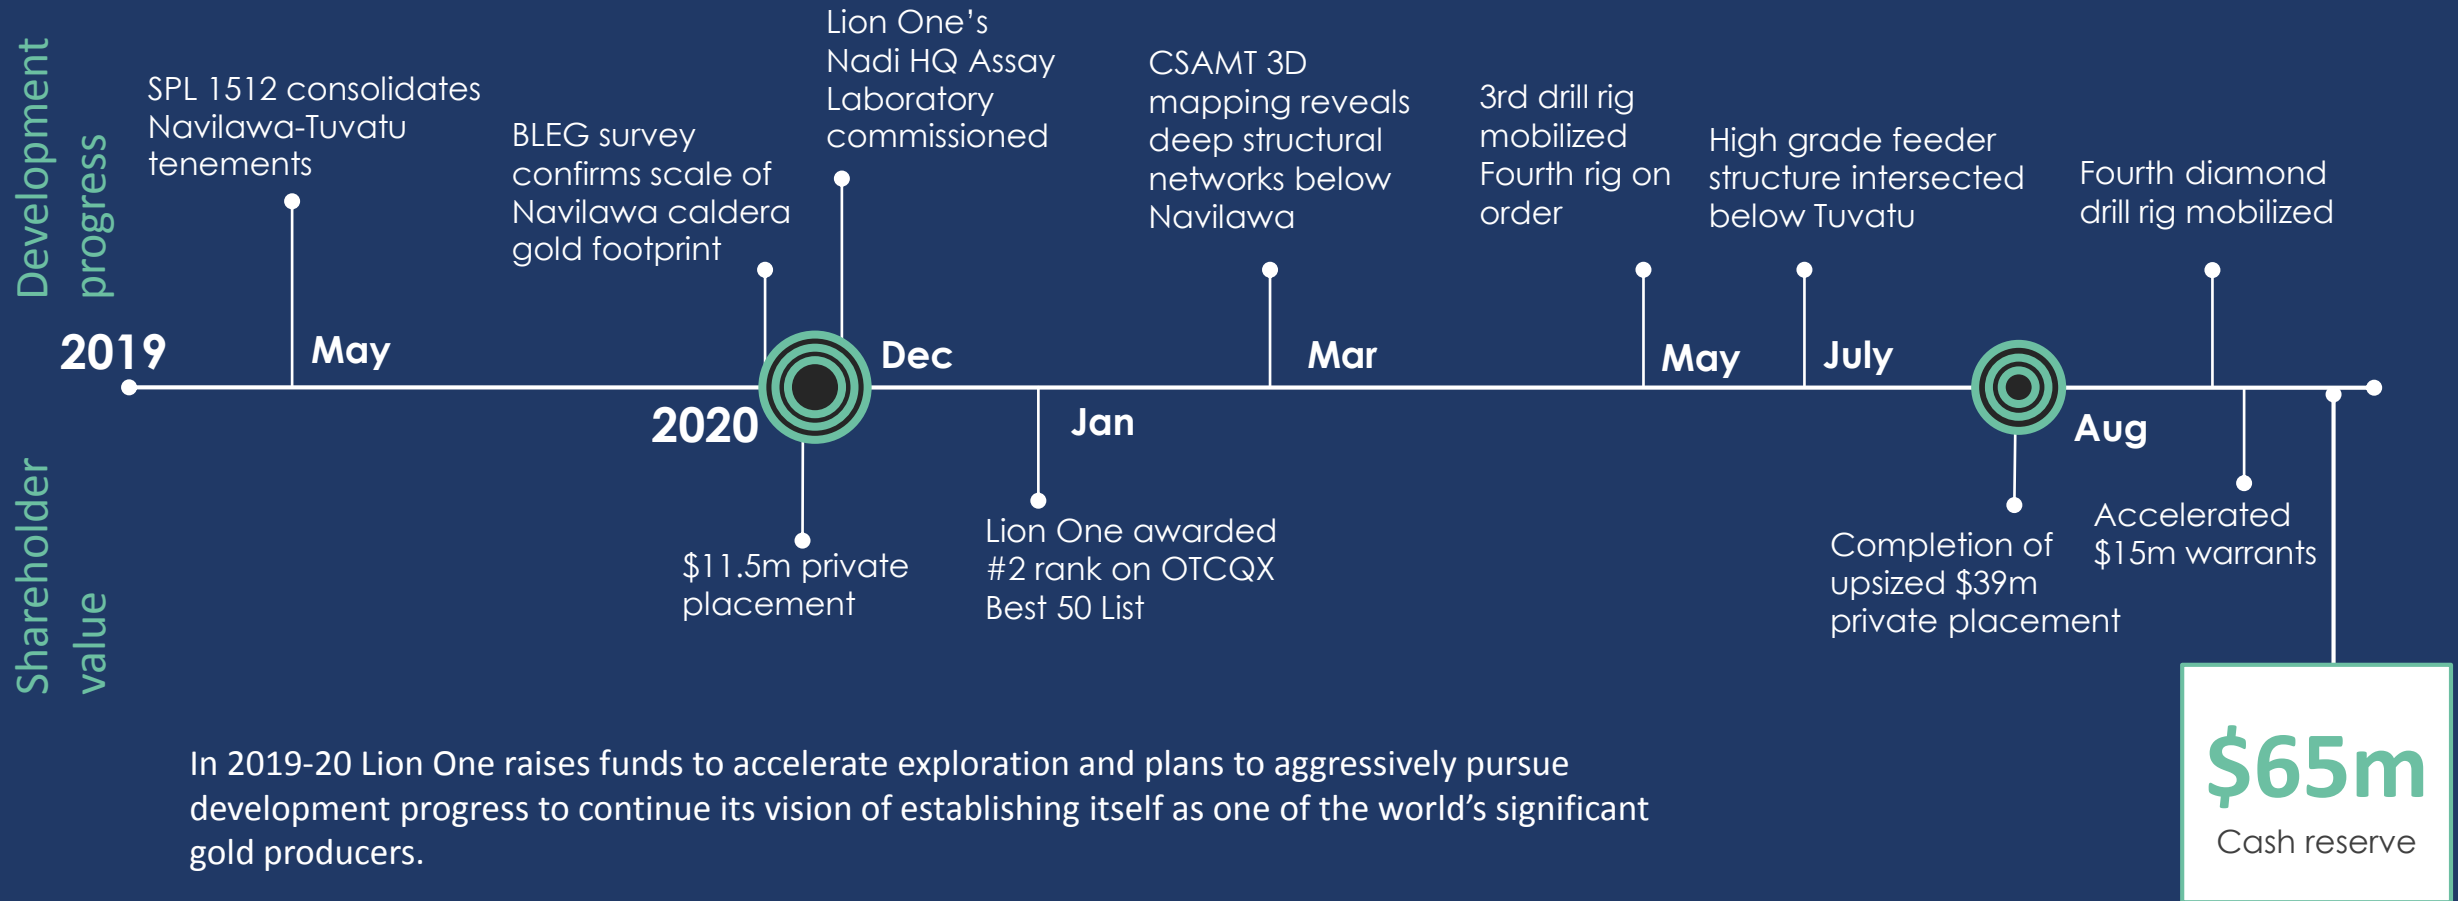 Development
progress
SPL 1512 consolidates
Navilawa-Tuvatu
tenements
BLEG survey
confirms scale of
Navilawa caldera
gold footprint
Lion One’s
Nadi HQ Assay
Laboratory
commissioned
CSAMT 3D
mapping reveals
deep structural
networks below
Navilawa
3rd drill rig
mobilized
Fourth rig on
order
High grade feeder
structure intersected
below Tuvatu
Fourth diamond
drill rig mobilized
2019
May
Dec
Mar
May
July
2020
Jan
Aug
Shareholder
value
$11.5m private
placement
Lion One awarded
#2 rank on OTCQX
Best 50 List
Completion of
upsized $39m
private placement
Accelerated
$15m warrants
$65m
Cash reserve
In 2019-20 Lion One raises funds to accelerate exploration and plans to aggressively pursue
development progress to continue its vision of establishing itself as one of the world’s significant
gold producers.